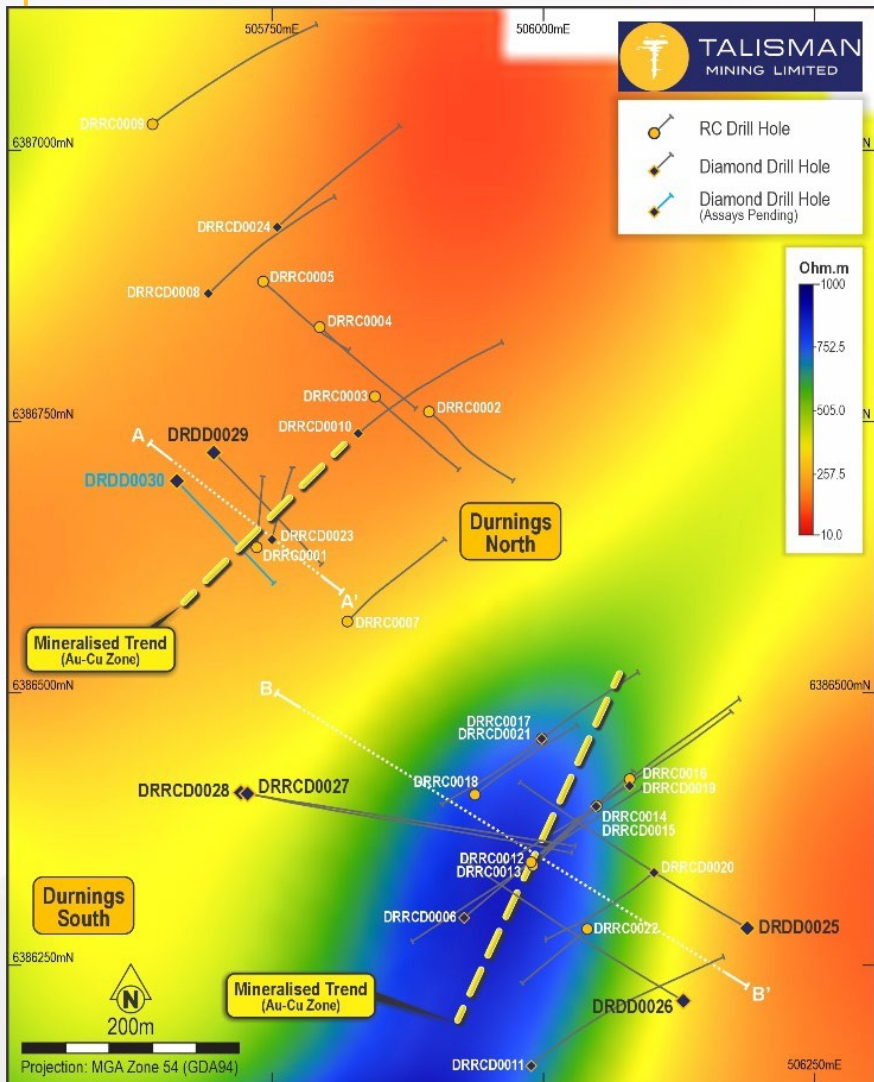 505750mE
506000mE
TALISMAN
MINING LIMITED
RC Drill Hole
Diamond Drill Hole
Diamond Drill Hole
(Assays Pending)
Ohm.m
1000
752.5
505.0
257.5
10.0
DRRC0009
6387000mN
DRRCD0024
DRRCD0008
DRRC0005
DRRC0004
DRRC0003
DRRC0002
6386750mN
DRRCD0010
A
DRDD0029
DRDD0030
DRRCD0023
DRRC0001
Durnings
North
A'
DRRC0007
Mineralised Trend
(Au-Cu Zone)
6386500mN
6386500mN
B
DRRC0017
DRRCD0021
DRRCD0028
DRRCD0027
DRRC0018
DRRC0016
DRRCD0019
DRRC0014
DRRCD0015
DRRC0012
DRRC0013
DRRCD0020
Durnings
South
DRRCD0006
DRRC0022
DRDD0025
6386250mN
Mineralised Trend
(Au-Cu Zone)
B'
DRDD0026
N
200m
DRRCD0011
Projection: MGA Zone 54 (GDA94)
506250mE